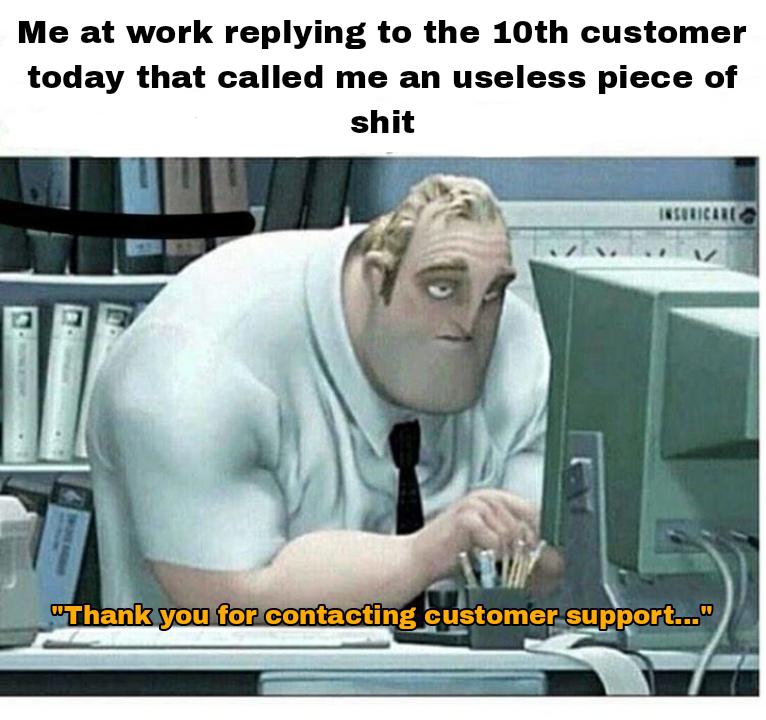 Me at work replying to the 10th customer
today that called me an useless piece of
shit
INSURICARE
"Thank you for contacting customer support..."